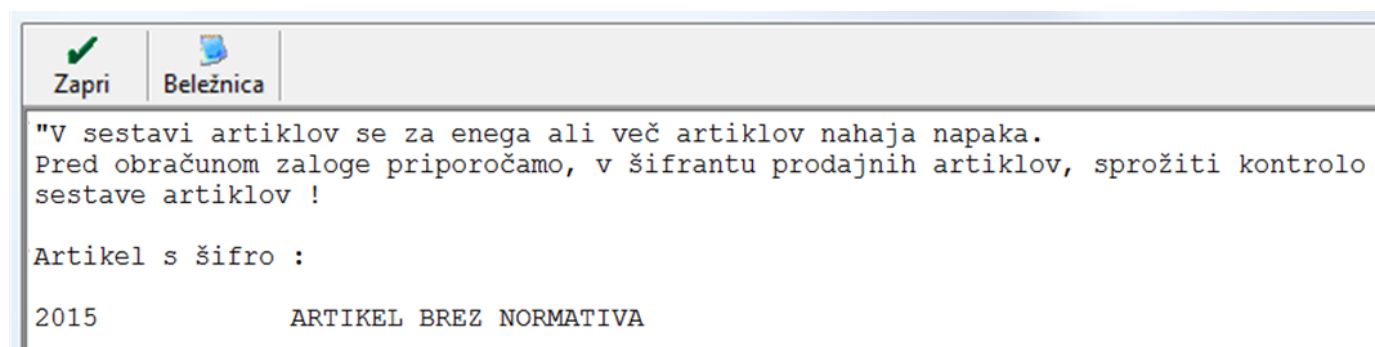 Zapri
Beležnica
"V sestavi artiklov se za enega ali več artiklov nahaja napaka.
Pred obračunom zaloge priporočamo, v šifrantu prodajnih artiklov, sprožiti kontrolo
sestave artiklov !
Artikel s šifro :
2015 ARTIKEL BREZ NORMATIVA